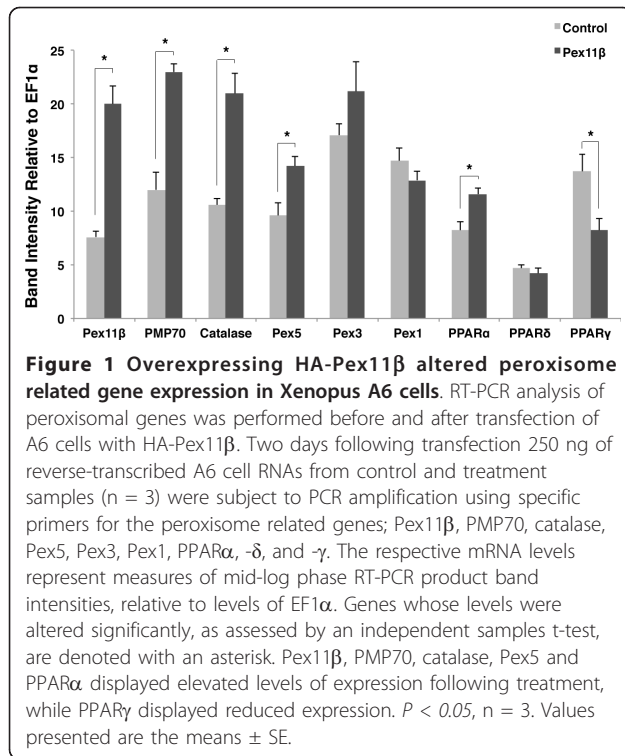 Control
Pex11β
Band Intensity Relative to EF1α
25
20
15
10
5
0
* * * * * *
Pex11β PMP70 Catalase Pex5 Pex3 Pex1 PPARα PPARδ PPARγ
Figure 1 Overexpressing HA-Pex11β altered peroxisome
related gene expression in Xenopus A6 cells. RT-PCR analysis of
peroxisomal genes was performed before and after transfection of
A6 cells with HA-Pex11β. Two days following transfection 250 ng of
reverse-transcribed A6 cell RNAs from control and treatment
samples (n = 3) were subject to PCR amplification using specific
primers for the peroxisome related genes; Pex11β, PMP70, catalase,
Pex5, Pex3, Pex1, PPARα, -δ, and -γ. The respective mRNA levels
represent measures of mid-log phase RT-PCR product band
intensities, relative to levels of EF1α. Genes whose levels were
altered significantly, as assessed by an independent samples t-test,
are denoted with an asterisk. Pex11β, PMP70, catalase, Pex5 and
PPARα displayed elevated levels of expression following treatment,
while PPARγ displayed reduced expression. P < 0.05, n = 3. Values
presented are the means ± SE.